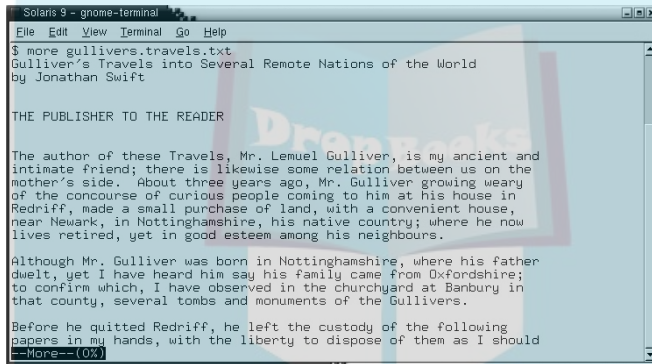 Solaris 9 - gnome-terminal
File Edit View Terminal Go Help
$ more gullivers.travels.txt
Gulliver's Travels into Several Remote Nations of the World
by Jonathan Swift
THE PUBLISHER TO THE READER
DropBooks
The author of these Travels, Mr. Lemuel Gulliver, is my ancient and
intimate friend; there is likewise some relation between us on the
mother's side.  About three years ago, Mr. Gulliver growing weary
of the concourse of curious people coming to him at his house in
Redriff, made a small purchase of land, with a convenient house,
near Newark, in Nottinghamshire, his native country; where he now
lives retired, yet in good esteem among his neighbours.
Although Mr. Gulliver was born in Nottinghamshire, where his father
dwelt, yet I have heard him say his family came from Oxfordshire;
to confirm which, I have observed in the churchyard at Banbury in
that county, several tombs and monuments of the Gullivers.
Before he quitted Redriff, he left the custody of the following
papers in my hands, with the liberty to dispose of them as I should
--More--(0%)